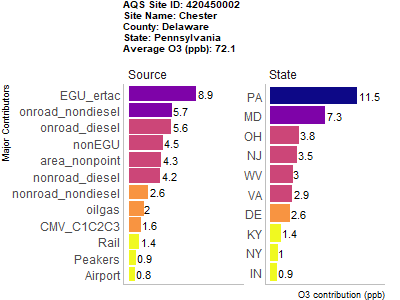 AQS Site ID: 420450002
Site Name: Chester
County: Delaware
State: Pennsylvania
Average O3 (ppb): 72.1
Major Contributors
Source
EGU_ertac 8.9
onroad_nondiesel 5.7
onroad_diesel 5.6
nonEGU 4.5
area_nonpoint 4.3
nonroad_diesel 4.2
nonroad_nondiesel 2.6
oilgas 2
CMV_C1C2C3 1.6
Rail 1.4
Peakers 0.9
Airport 0.8
State
PA 11.5
MD 7.3
OH 3.8
NJ 3.5
WV 3
VA 2.9
DE 2.6
KY 1.4
NY 1
IN 0.9
O3 contribution (ppb)